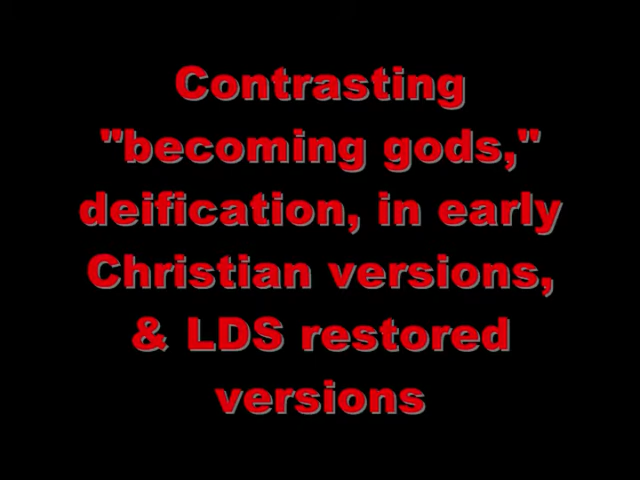 Contrasting
"becoming gods,"
deification, in early
Christian versions,
& LDS restored
versions